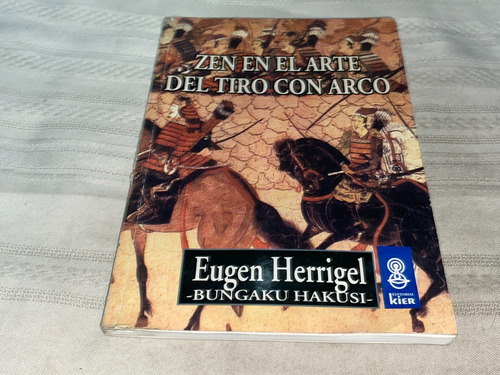 ZEN EN EL ARTE
DEL TIRO CON ARCO
Eugen Herrigel
-BUNGAKU HAKUSI-
EDITORIAL
KIER